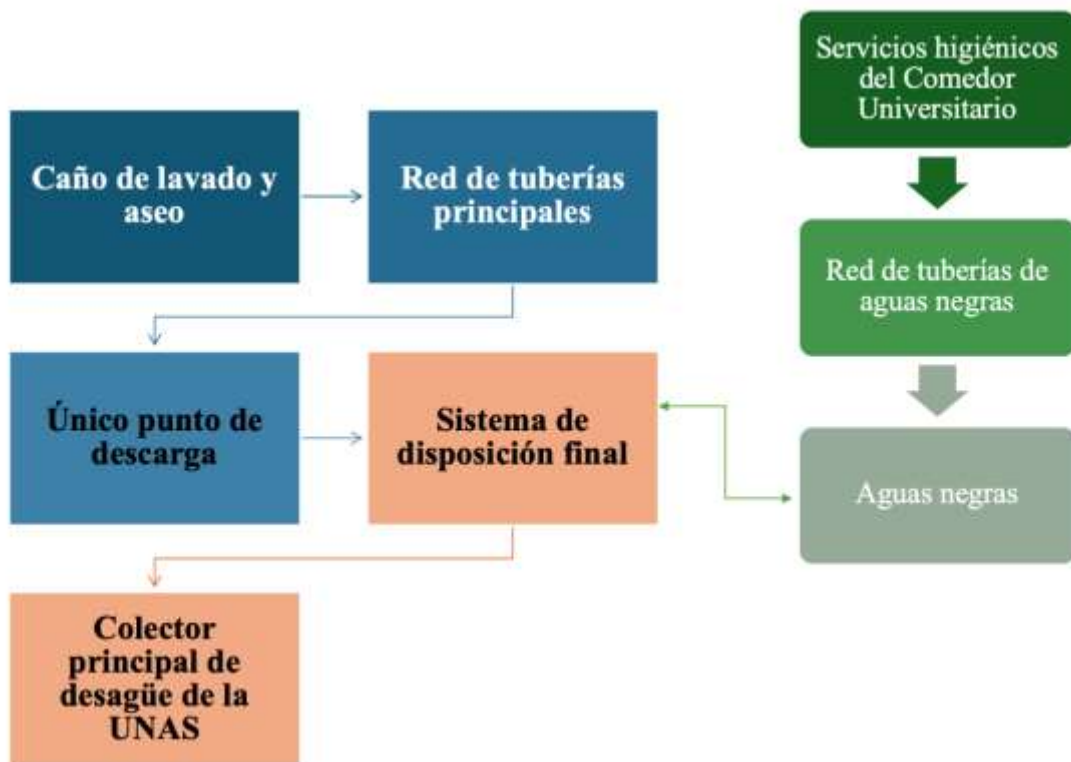 Caño de lavado y
aseo
Red de tuberías
principales
Único punto de
descarga
Sistema de
disposición final
Colector
principal de
desagüe de la
UNAS
Servicios higiénicos
del Comedor
Universitario
Red de tuberías de
aguas negras
Aguas negras